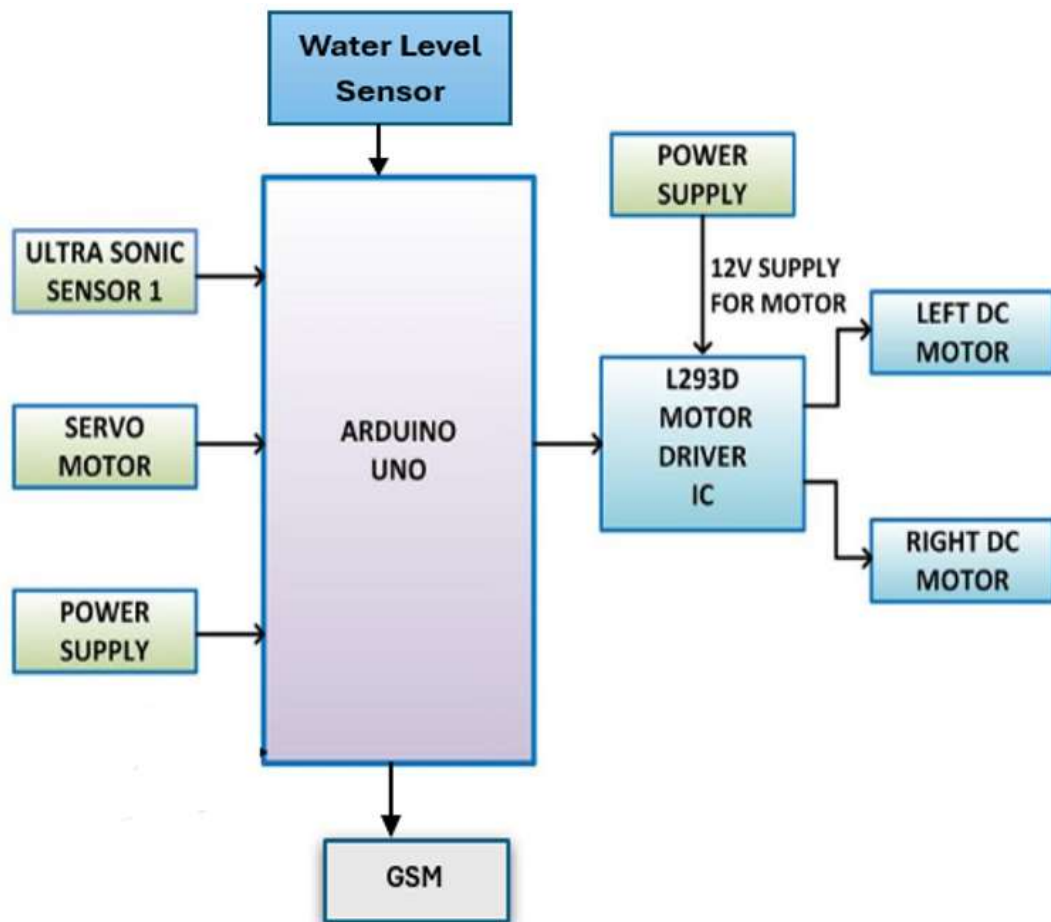 Water Level
Sensor
POWER
SUPPLY
ULTRA SONIC
SENSOR 1
12V SUPPLY
FOR MOTOR
LEFT DC
MOTOR
L293D
MOTOR
DRIVER
IC
SERVO
MOTOR
ARDUINO
UNO
RIGHT DC
MOTOR
POWER
SUPPLY
GSM